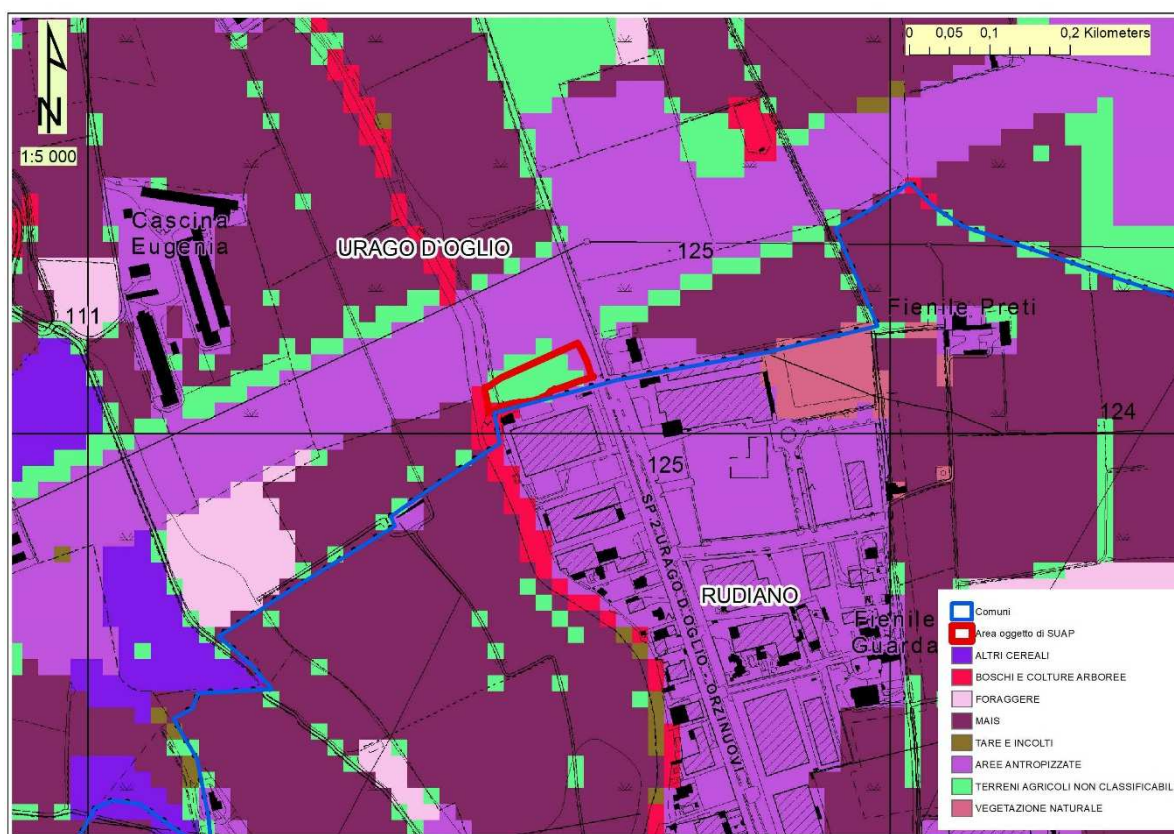 0 0,05 0,1 0,2 Kilometers
N
1:5 000
Cascina
Eugenia
URAGO D'OGLIO
125
111
Fienile Preti
124
125
SP 2 URAGO D'OGLIO - ORZINUOVI
RUDIANO
Fienile
Guarda
Comuni
Area oggetto di SUAP
ALTRI CEREALI
BOSCHI E COLTURE ARBOREE
FORAGGERE
MAIS
TARE E INCOLTI
AREE ANTROPIZZATE
TERRENI AGRICOLI NON CLASSIFICABIL
VEGETAZIONE NATURALE